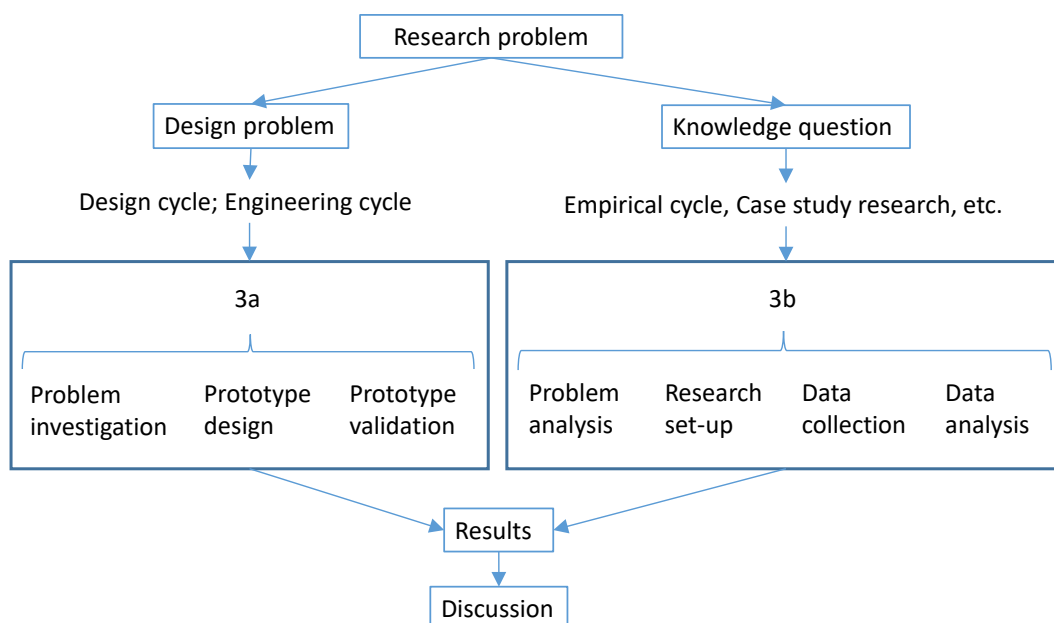 Research problem
Design problem
Knowledge question
Design cycle; Engineering cycle
Empirical cycle, Case study research, etc.
3a
Problem
investigation
Prototype
design
Prototype
validation
3b
Problem
analysis
Research
set-up
Data
collection
Data
analysis
Results
Discussion